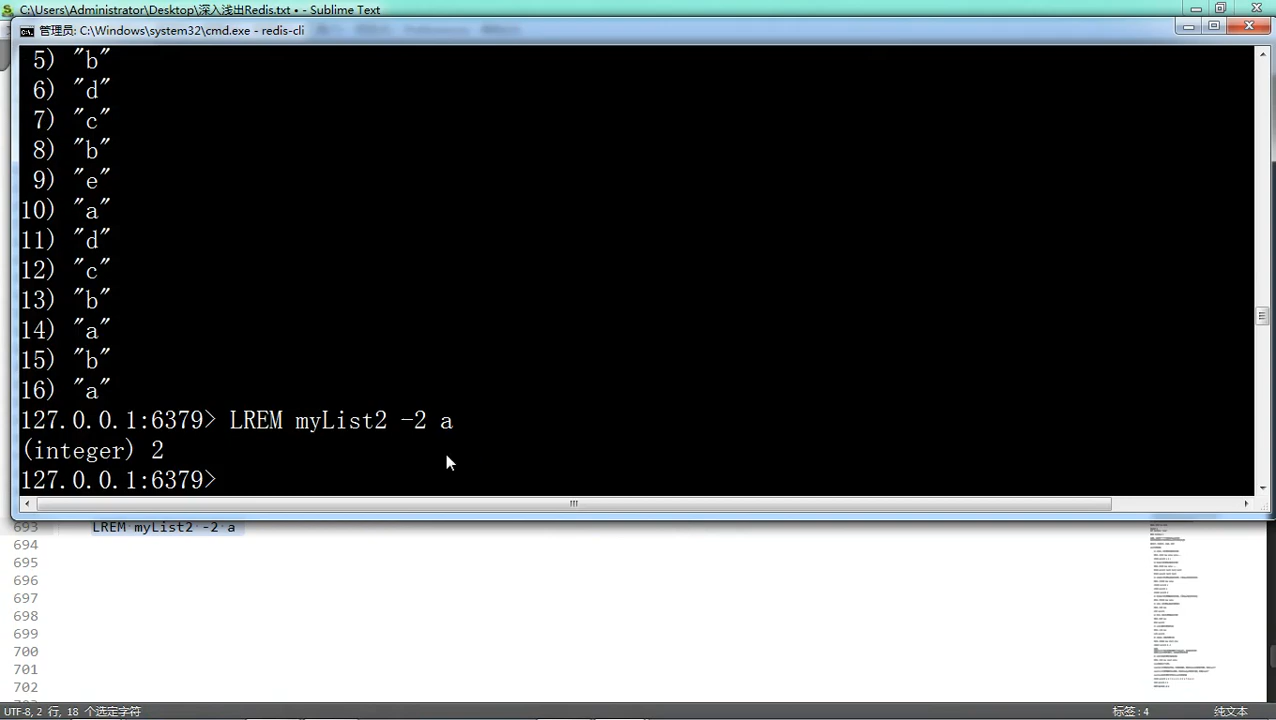 C:\Users\Administrator\Desktop\深入浅出Redis.txt • - Sublime Text
管理员: C:\Windows\system32\cmd.exe - redis-cli
5) "b"
6) "d"
7) "c"
8) "b"
9) "e"
10) "a"
11) "d"
12) "c"
13) "b"
14) "a"
15) "b"
16) "a"
127.0.0.1:6379> LREM myList2 -2 a
(integer) 2
127.0.0.1:6379>
693 LREM myList2 -2 a
694
695
696
697
698
699
700
701
702
UTF-8, 1 行, 18 个选定字符 标签: 4 纯文本